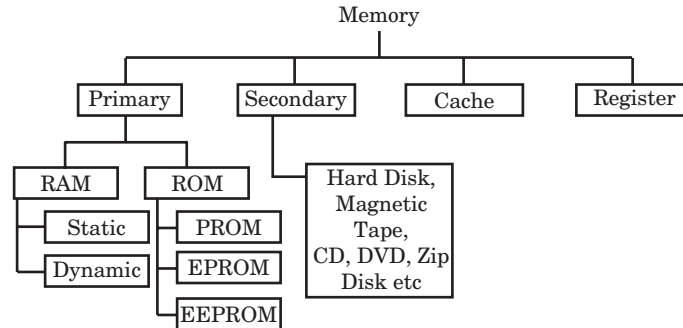 Memory
Primary
Secondary
Cache
Register
RAM
ROM
Hard Disk,
Magnetic
Tape,
CD, DVD, Zip
Disk etc
Static
PROM
Dynamic
EPROM
EEPROM